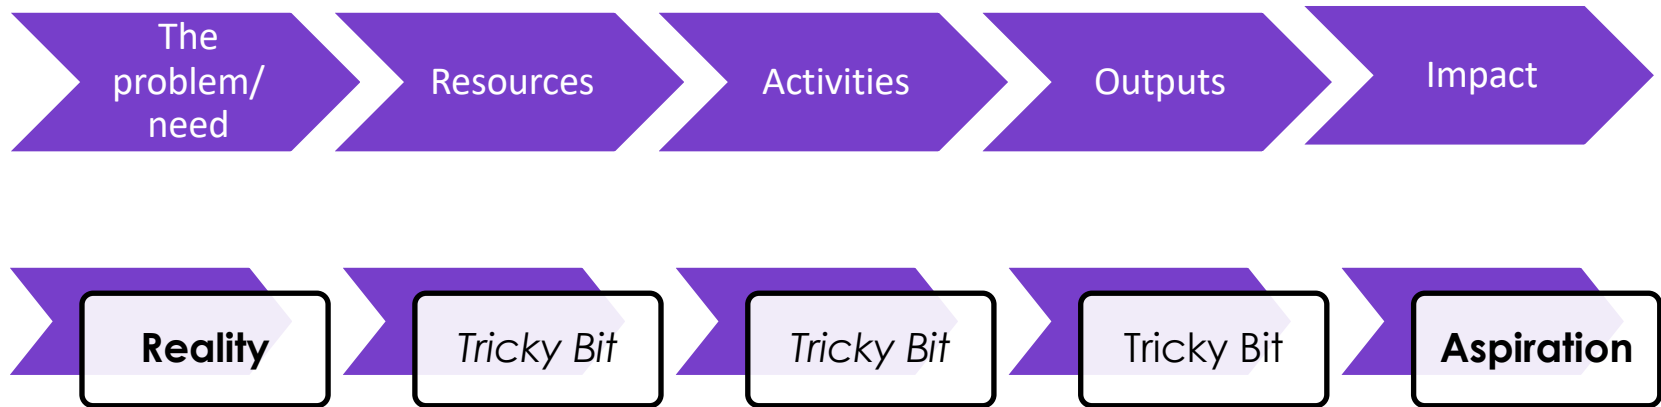 The
problem/
need
Resources
Activities
Outputs
Impact
Reality
Tricky Bit
Tricky Bit
Tricky Bit
Aspiration